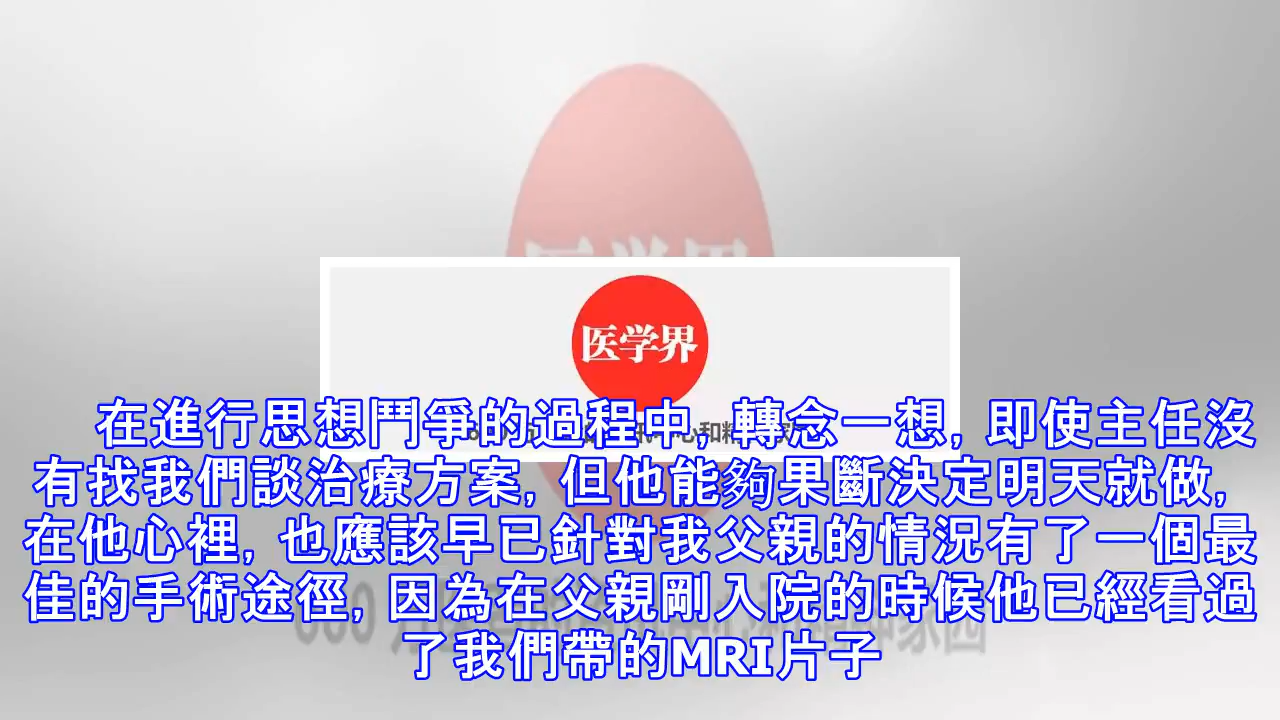 医学界
医学界
在進行思想鬥爭的過程中, 轉念一想, 即使主任沒
有找我們談治療方案, 但他能夠果斷決定明天就做,
在他心裡, 也應該早已針對我父親的情況有了一個最
佳的手術途徑, 因為在父親剛入院的時候他已經看過
了我們帶的MRI片子